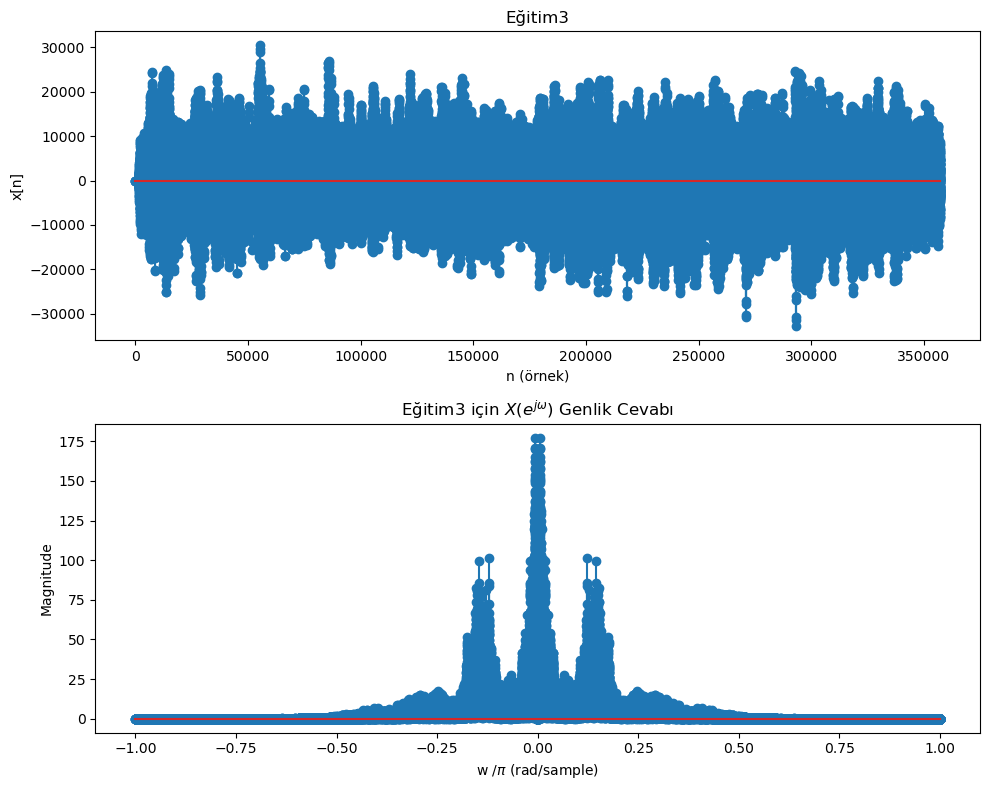 Eğitim3
30000
20000
10000
0
−10000
−20000
−30000
x[n]
0 50000 100000 150000 200000 250000 300000 350000
n (örnek)
Eğitim3 için X(e^{jω}) Genlik Cevabı
175
150
125
100
75
50
25
0
Magnitude
−1.00 −0.75 −0.50 −0.25 0.00 0.25 0.50 0.75 1.00
w /π (rad/sample)